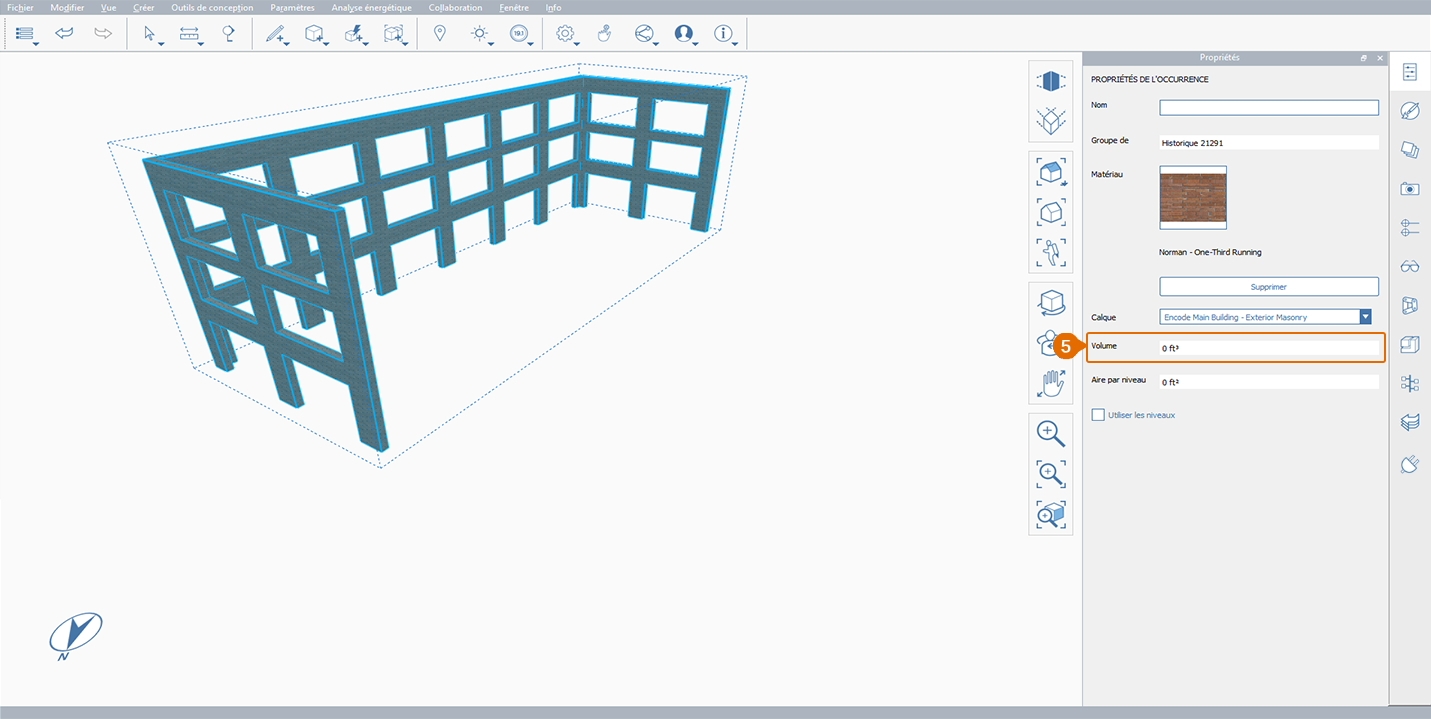 Fichier Modifier Vue Créer Outils de conception Paramètres Analyse énergétique Collaboration Fenêtre Info
19.1
Propriétés
PROPRIÉTÉS DE L'OCCURRENCE
Nom
Groupe de Historique 21291
Matériau
Norman - One-Third Running
Supprimer
Calque Encode Main Building - Exterior Masonry
5 Volume 0 ft³
Aire par niveau 0 ft²
Utiliser les niveaux
N